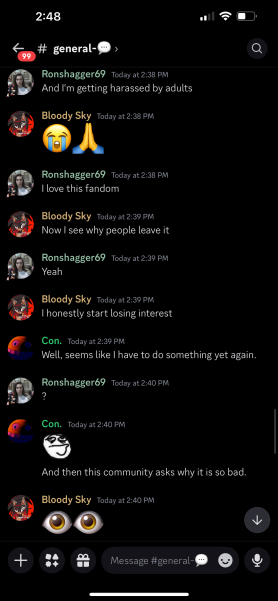 2:48
99
# general-💬 ›
Ronshagger69 Today at 2:38 PM
And I'm getting harassed by adults
Bloody Sky Today at 2:38 PM
😭🙏
Ronshagger69 Today at 2:38 PM
I love this fandom
Bloody Sky Today at 2:39 PM
Now I see why people leave it
Ronshagger69 Today at 2:39 PM
Yeah
Bloody Sky Today at 2:39 PM
I honestly start losing interest
Con. Today at 2:39 PM
Well, seems like I have to do something yet again.
Ronshagger69 Today at 2:40 PM
?
Con. Today at 2:40 PM
And then this community asks why it is so bad.
Bloody Sky Today at 2:40 PM
👁️👁️
Message #general-💬